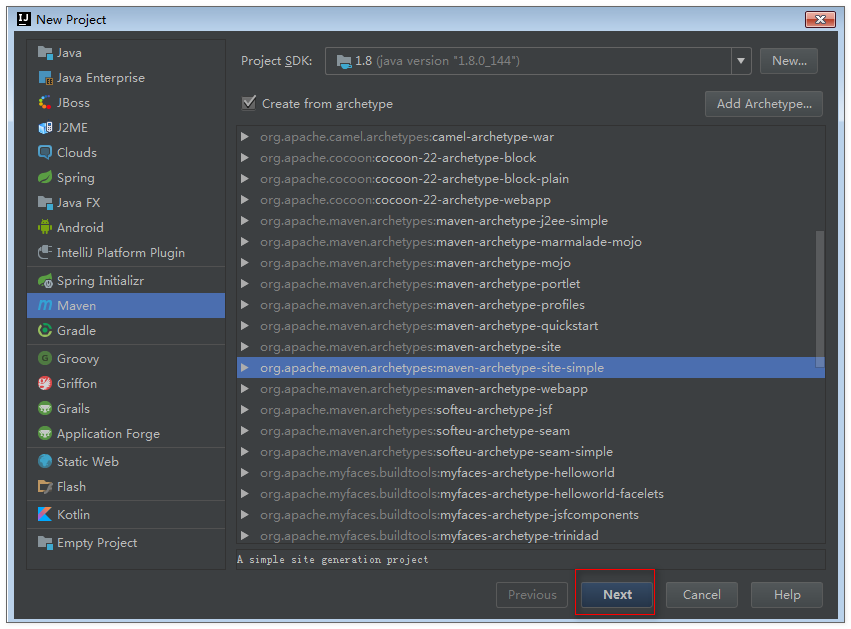 New Project
Java
Java Enterprise
JBoss
J2ME
Clouds
Spring
Java FX
Android
IntelliJ Platform Plugin
Spring Initializr
Maven
Gradle
Groovy
Griffon
Grails
Application Forge
Static Web
Flash
Kotlin
Empty Project
Project SDK: 1.8 (java version "1.8.0_144") New...
Create from archetype Add Archetype...
org.apache.camel.archetypes:camel-archetype-war
org.apache.cocoon:cocoon-22-archetype-block
org.apache.cocoon:cocoon-22-archetype-block-plain
org.apache.cocoon:cocoon-22-archetype-webapp
org.apache.maven.archetypes:maven-archetype-j2ee-simple
org.apache.maven.archetypes:maven-archetype-marmalade-mojo
org.apache.maven.archetypes:maven-archetype-mojo
org.apache.maven.archetypes:maven-archetype-portlet
org.apache.maven.archetypes:maven-archetype-profiles
org.apache.maven.archetypes:maven-archetype-quickstart
org.apache.maven.archetypes:maven-archetype-site
org.apache.maven.archetypes:maven-archetype-site-simple
org.apache.maven.archetypes:maven-archetype-webapp
org.apache.maven.archetypes:softeu-archetype-jsf
org.apache.maven.archetypes:softeu-archetype-seam
org.apache.maven.archetypes:softeu-archetype-seam-simple
org.apache.myfaces.buildtools:myfaces-archetype-helloworld
org.apache.myfaces.buildtools:myfaces-archetype-helloworld-facelets
org.apache.myfaces.buildtools:myfaces-archetype-jsfcomponents
org.apache.myfaces.buildtools:myfaces-archetype-trinidad
A simple site generation project
Previous Next Cancel Help